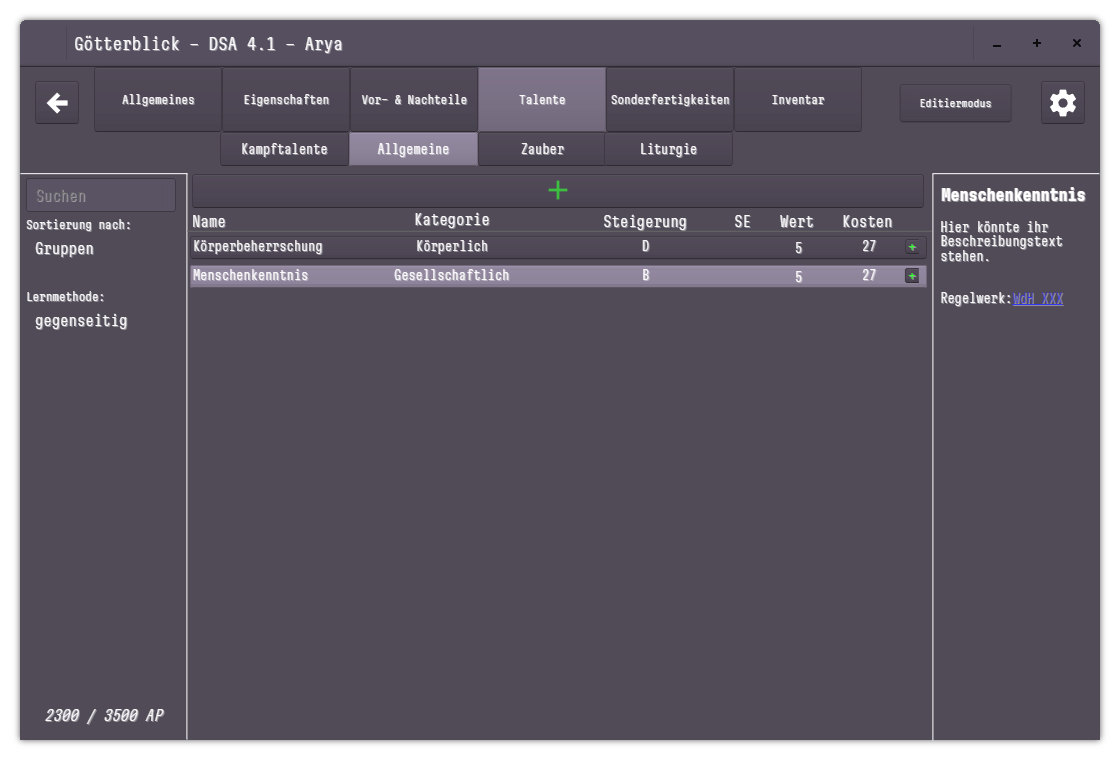 Götterblick - DSA 4.1 - Arya
Allgemeines Eigenschaften Vor- & Nachteile Talente Sonderfertigkeiten Inventar Editiermodus
Kampftalente Allgemeine Zauber Liturgie
Suchen
Sortierung nach:
Gruppen
Lernmethode:
gegenseitig
2300 / 3500 AP
Name Kategorie Steigerung SE Wert Kosten
Körperbeherrschung Körperlich D 5 27 +
Menschenkenntnis Gesellschaftlich B 5 27 +
Menschenkenntnis
Hier könnte ihr
Beschreibungstext
stehen.
Regelwerk: WdH XXX